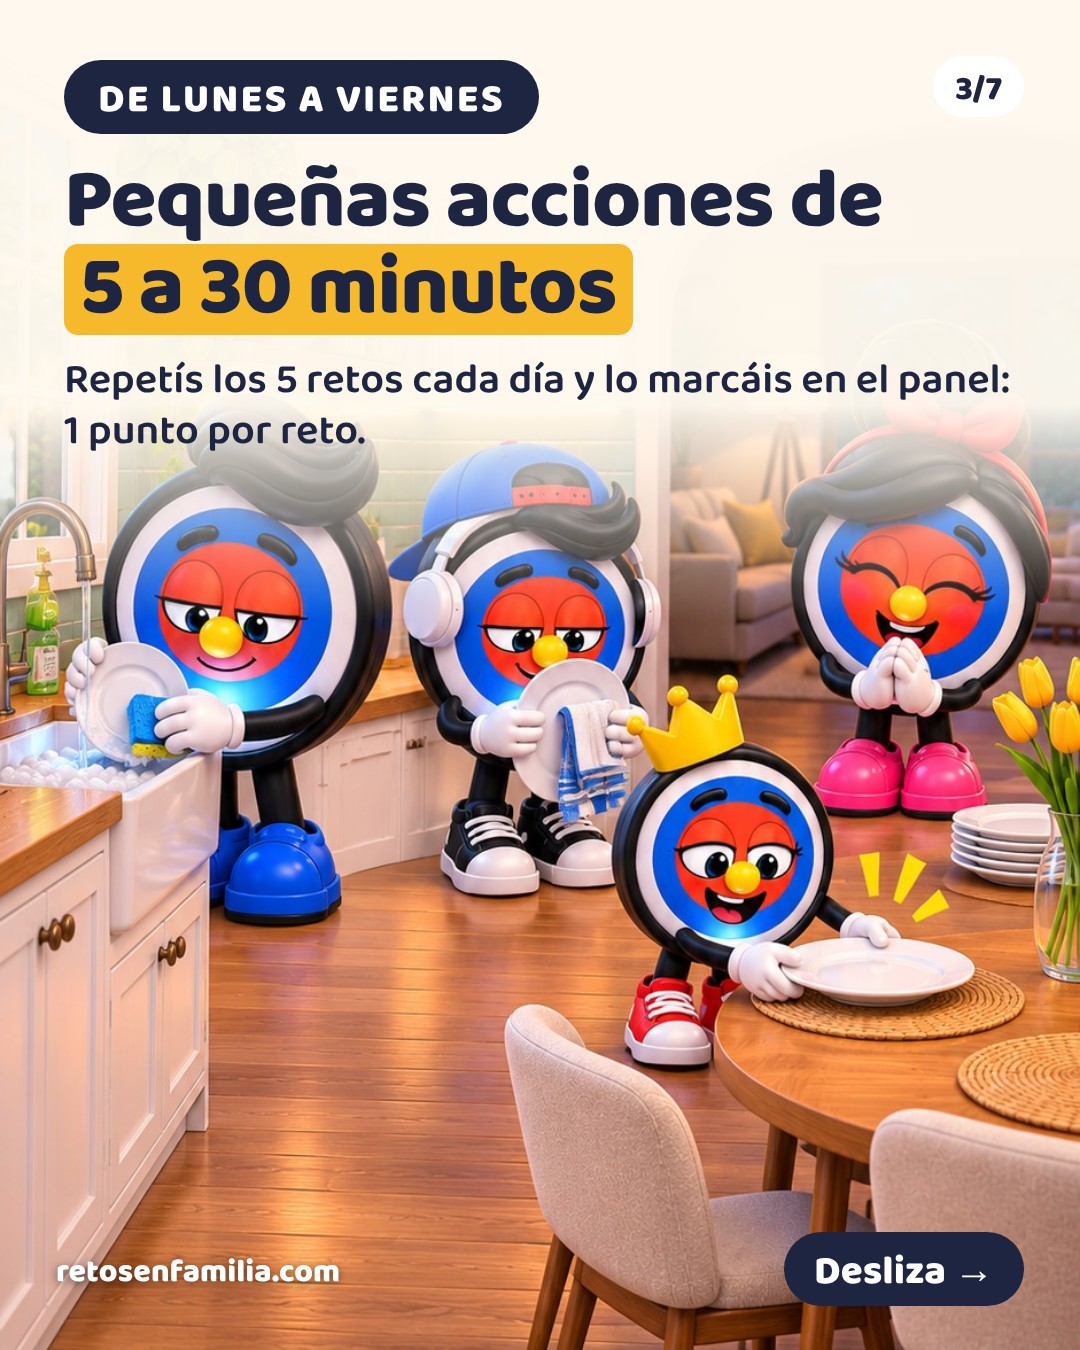 DE LUNES A VIERNES
3/7
Pequeñas acciones de
5 a 30 minutos
Repetís los 5 retos cada día y lo marcáis en el panel:
1 punto por reto.
retosenfamilia.com
Desliza →